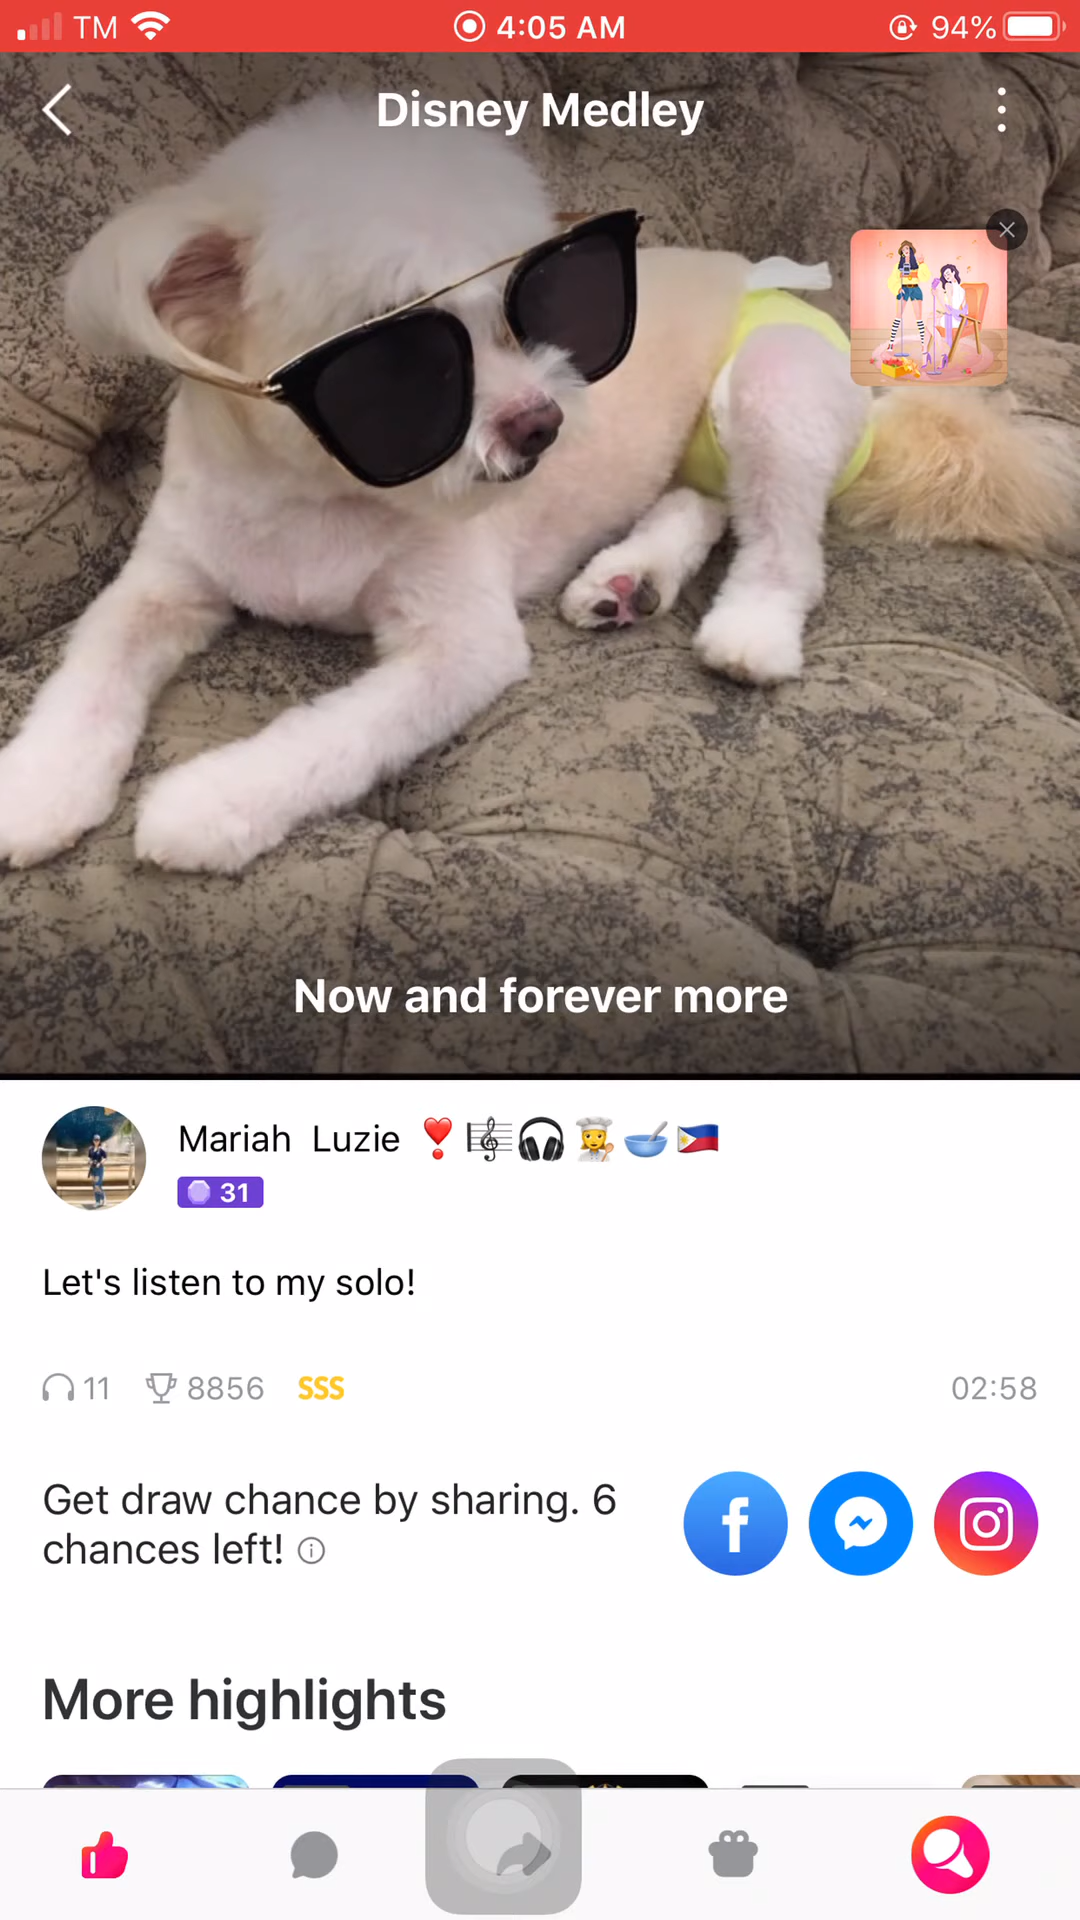 TM 4:05 AM 94%
Disney Medley
Now and forever more
Mariah Luzie ❣️🎼🎧👩‍🍳🥣🇵🇭
31
Let's listen to my solo!
11 8856 SSS 02:58
Get draw chance by sharing. 6
chances left!
More highlights